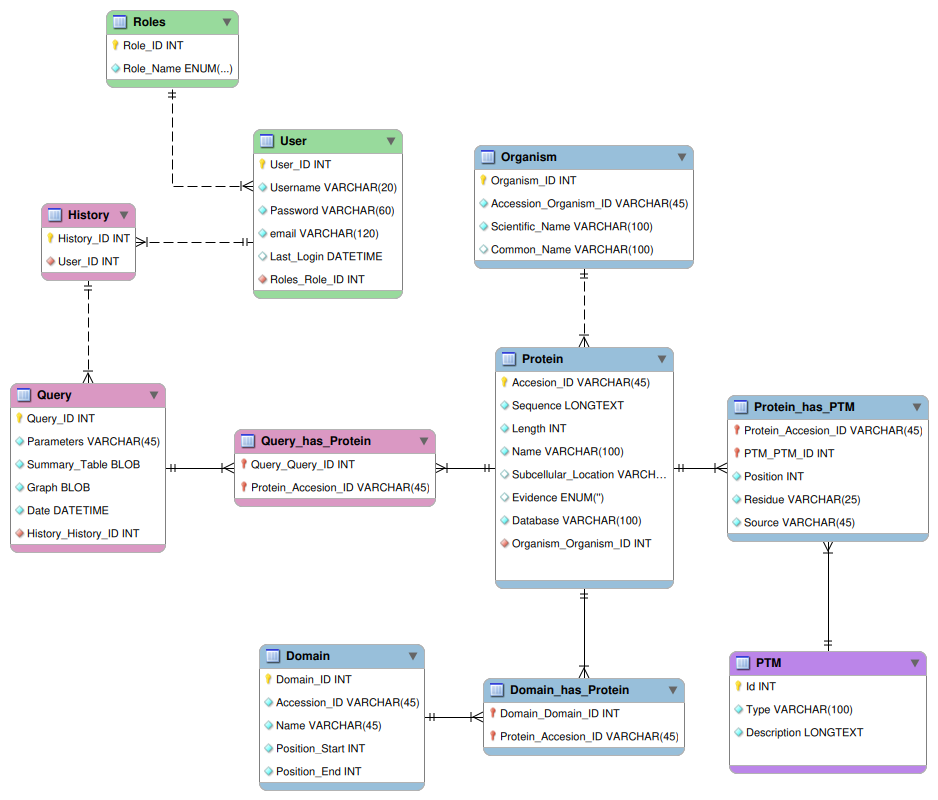 Roles
Role_ID INT
Role_Name ENUM(...)
User
User_ID INT
Username VARCHAR(20)
Password VARCHAR(60)
email VARCHAR(120)
Last_Login DATETIME
Roles_Role_ID INT
Organism
Organism_ID INT
Accession_Organism_ID VARCHAR(45)
Scientific_Name VARCHAR(100)
Common_Name VARCHAR(100)
History
History_ID INT
User_ID INT
Protein
Accesion_ID VARCHAR(45)
Sequence LONGTEXT
Length INT
Name VARCHAR(100)
Subcellular_Location VARCH...
Evidence ENUM('')
Database VARCHAR(100)
Organism_Organism_ID INT
Query
Query_ID INT
Parameters VARCHAR(45)
Summary_Table BLOB
Graph BLOB
Date DATETIME
History_History_ID INT
Query_has_Protein
Query_Query_ID INT
Protein_Accesion_ID VARCHAR(45)
Protein_has_PTM
Protein_Accesion_ID VARCHAR(45)
PTM_PTM_ID INT
Position INT
Residue VARCHAR(25)
Source VARCHAR(45)
Domain
Domain_ID INT
Accession_ID VARCHAR(45)
Name VARCHAR(45)
Position_Start INT
Position_End INT
Domain_has_Protein
Domain_Domain_ID INT
Protein_Accesion_ID VARCHAR(45)
PTM
Id INT
Type VARCHAR(100)
Description LONGTEXT